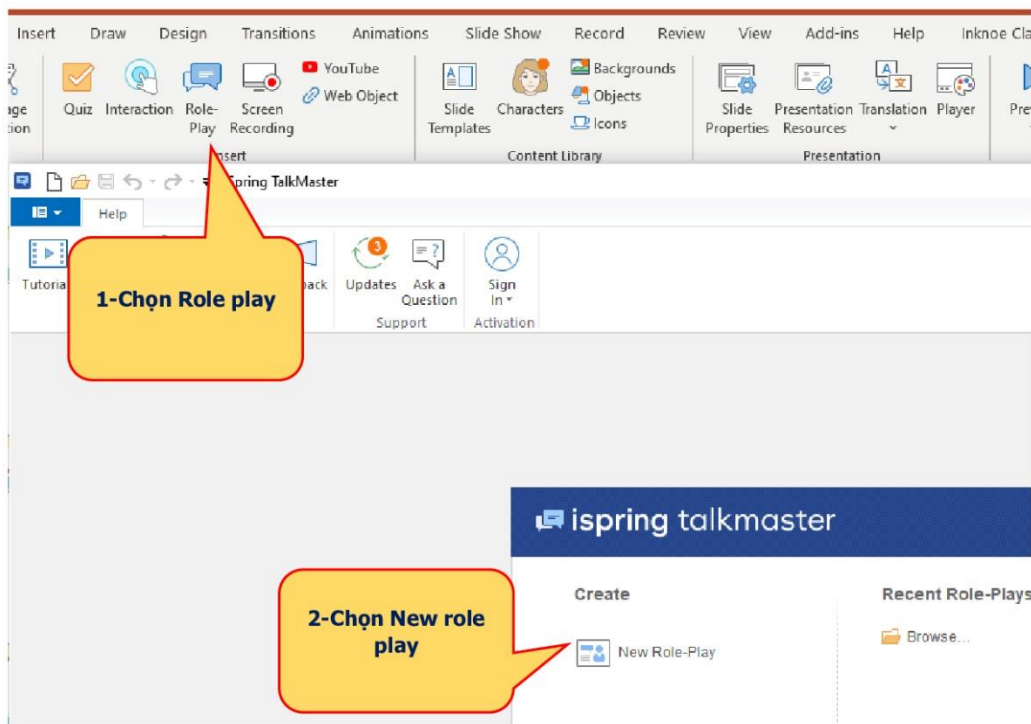 Insert Draw Design Transitions Animations Slide Show Record Review View Add-ins Help Inknoe Cla
Quiz Interaction Role-Play Screen Recording YouTube Web Object Slide Templates Characters Backgrounds Objects Icons Slide Properties Presentation Resources Translation Player
Content Library Presentation
TalkMaster
Help
Updates Ask a Question Sign In
Support Activation
1-Chọn Role play
ispring talkmaster
Create Recent Role-Plays
2-Chọn New role
play
New Role-Play Browse...